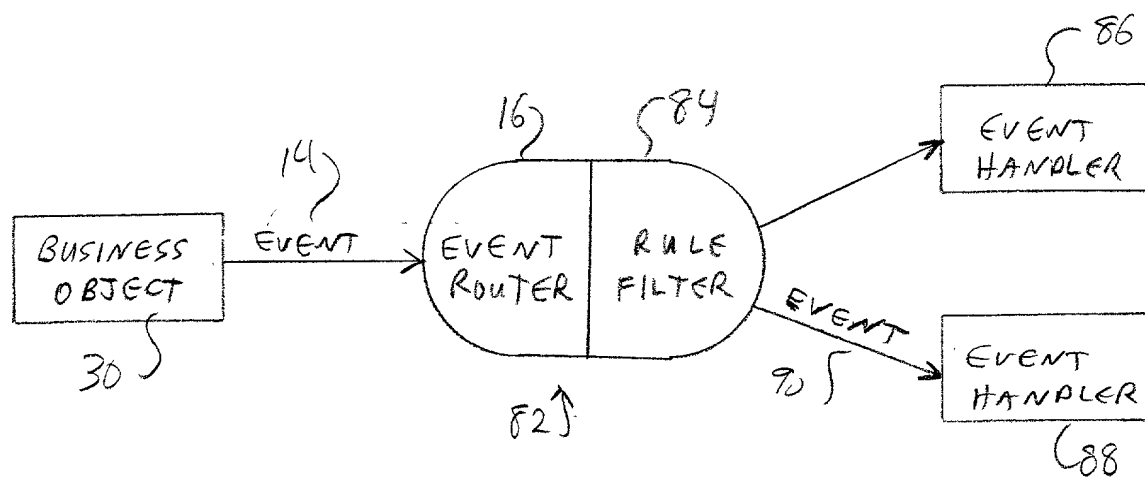 86
EVENT
HANDLER
16
84
14
EVENT
BUSINESS
OBJECT
30
EVENT
ROUTER
RULE
FILTER
82
EVENT
90
EVENT
HANDLER
88